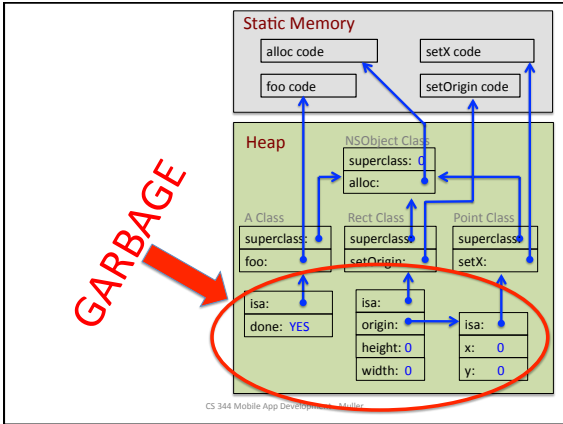 Static Memory
alloc code
setX code
foo code
setOrigin code
Heap
NSObject Class
superclass: 0
alloc:
A Class
Rect Class
Point Class
superclass:
superclass:
superclass:
foo:
setOrigin:
setX:
GARBAGE
isa:
done: YES
isa:
origin:
height: 0
width: 0
isa:
x: 0
y: 0
CS 344 Mobile App Development - Muller